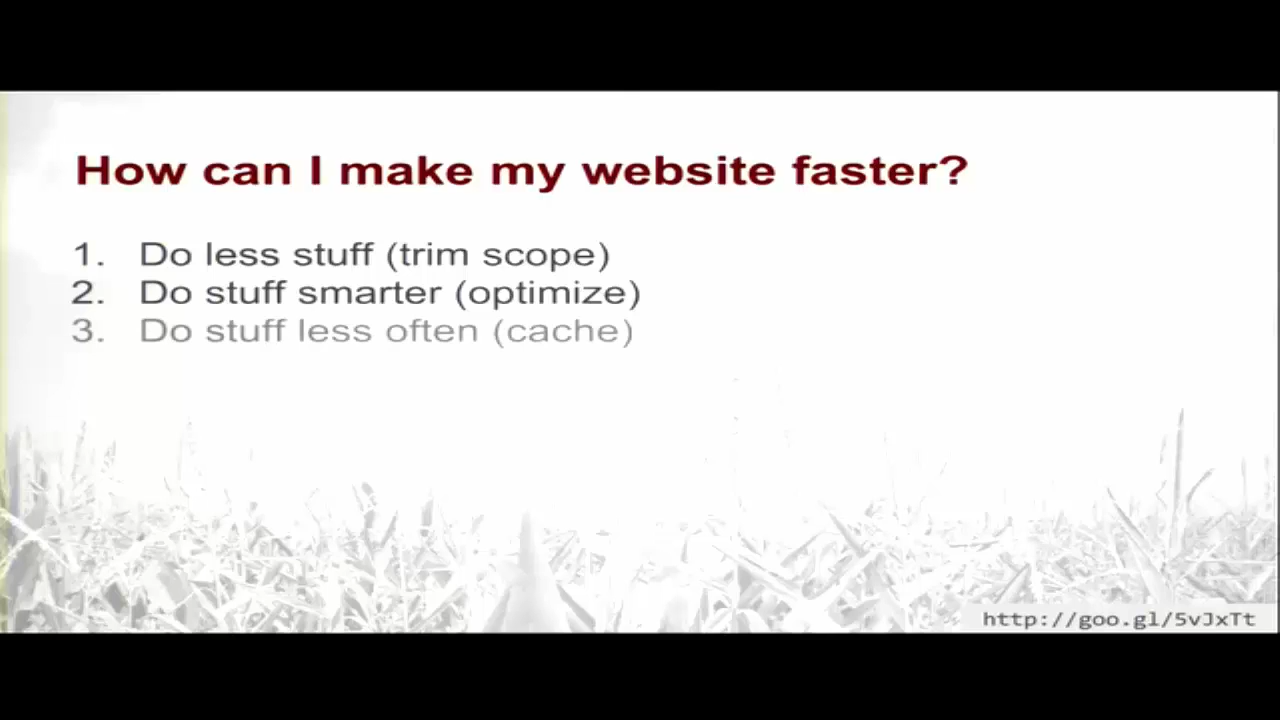 How can I make my website faster?
1. Do less stuff (trim scope)
2. Do stuff smarter (optimize)
3. Do stuff less often (cache)
http://goo.gl/5vJxTt